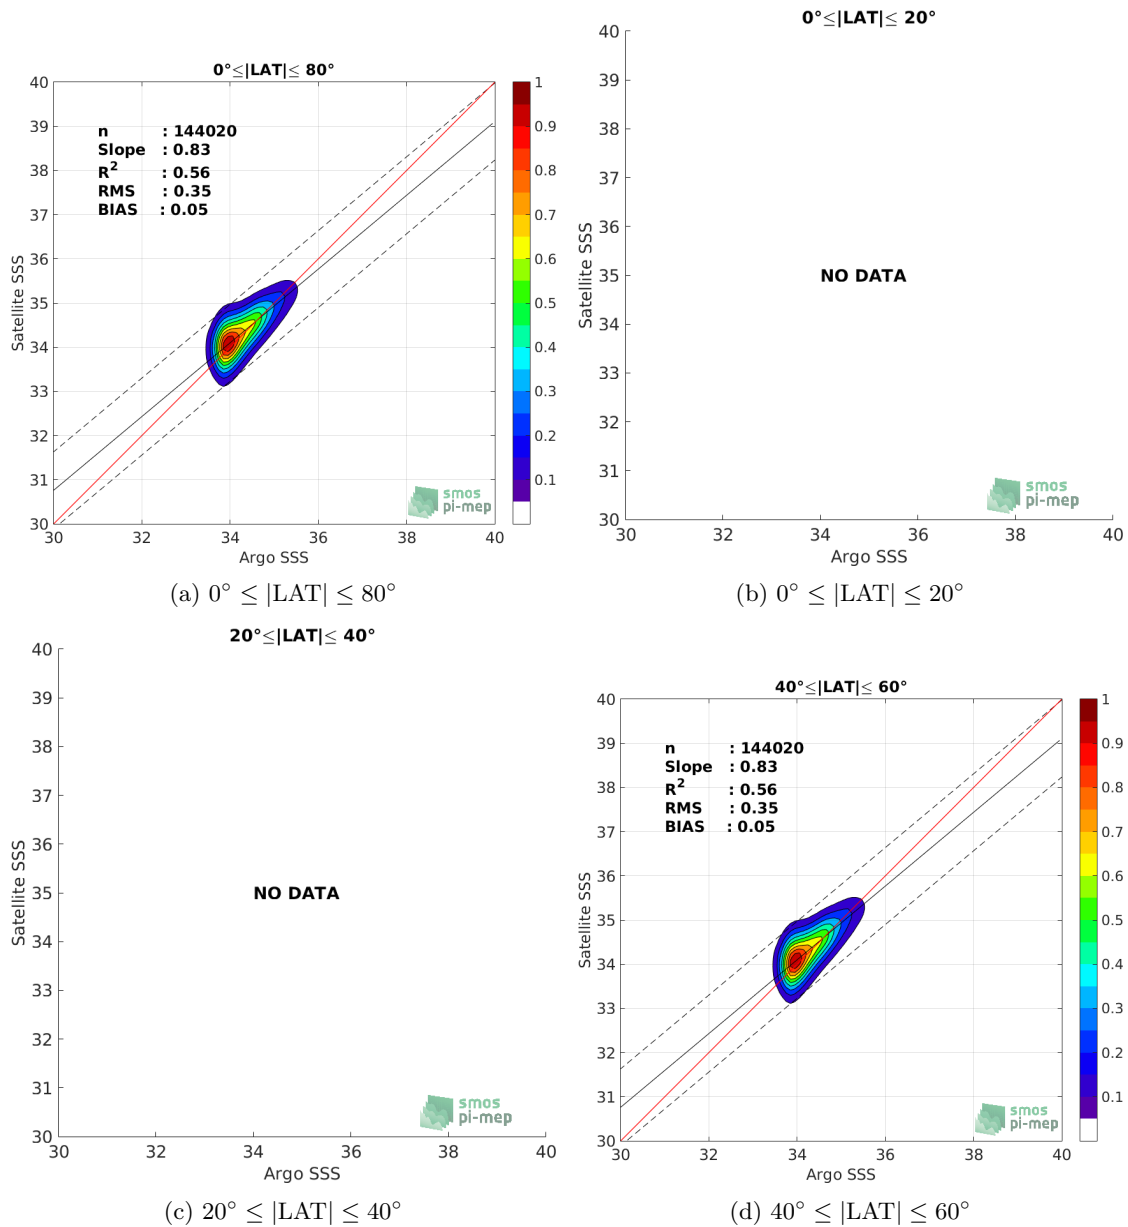 0°≤|LAT|≤ 80°
40
39
38
37
36
35
34
33
32
31
30
Satellite SSS
n : 144020
Slope : 0.83
R² : 0.56
RMS : 0.35
BIAS : 0.05
smos
pi-mep
30 32 34 36 38 40
Argo SSS
1
0.9
0.8
0.7
0.6
0.5
0.4
0.3
0.2
0.1
(a) 0° ≤ |LAT| ≤ 80°
0°≤|LAT|≤ 20°
40
39
38
37
36
35
34
33
32
31
30
Satellite SSS
NO DATA
smos
pi-mep
30 32 34 36 38 40
Argo SSS
(b) 0° ≤ |LAT| ≤ 20°
20°≤|LAT|≤ 40°
40
39
38
37
36
35
34
33
32
31
30
Satellite SSS
NO DATA
smos
pi-mep
30 32 34 36 38 40
Argo SSS
(c) 20° ≤ |LAT| ≤ 40°
40°≤|LAT|≤ 60°
40
39
38
37
36
35
34
33
32
31
30
Satellite SSS
n : 144020
Slope : 0.83
R² : 0.56
RMS : 0.35
BIAS : 0.05
smos
pi-mep
30 32 34 36 38 40
Argo SSS
1
0.9
0.8
0.7
0.6
0.5
0.4
0.3
0.2
0.1
(d) 40° ≤ |LAT| ≤ 60°